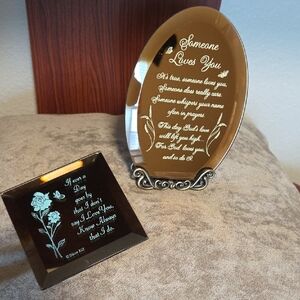 Someone
Loves You
It's true, someone loves you,
Someone does really care.
Someone whispers your name
often in prayers.
This day God's love
will lift you high,
For God loves you,
and so do I!
If ever a
Day
goes by
that I don't
say I Love You,
Know Always
that I do.